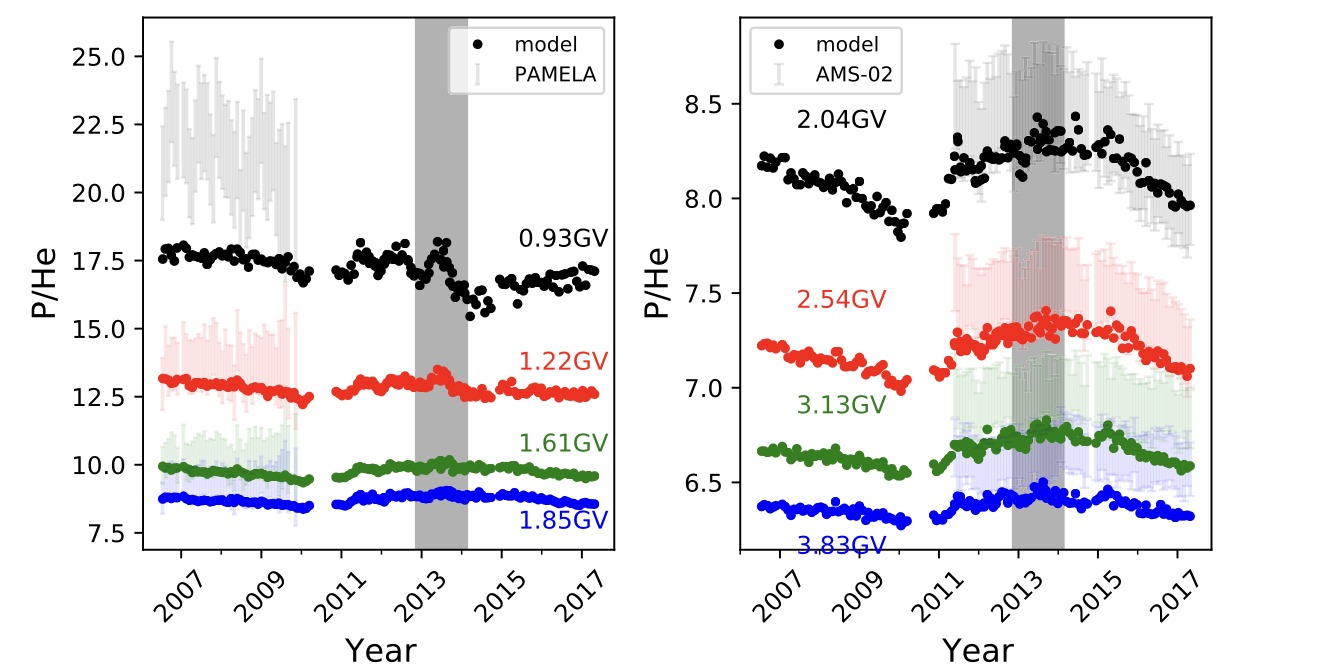 model
PAMELA
25.0
22.5
20.0
17.5
15.0
12.5
10.0
7.5
P/He
0.93GV
1.22GV
1.61GV
1.85GV
2007
2009
2011
2013
2015
2017
Year
model
AMS-02
8.5
8.0
7.5
7.0
6.5
P/He
2.04GV
2.54GV
3.13GV
3.83GV
2007
2009
2011
2013
2015
2017
Year